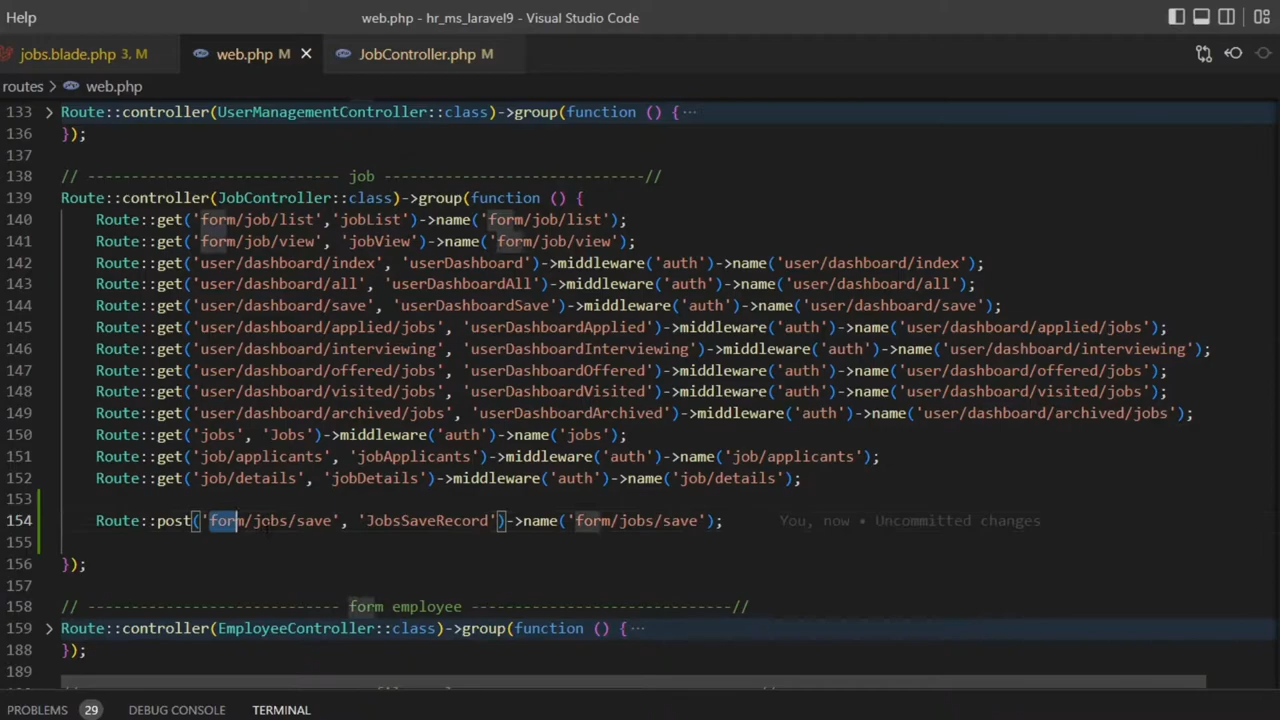 Help
web.php - hr_ms_laravel9 - Visual Studio Code
jobs.blade.php 3, M
web.php M
JobController.php M
routes > web.php
133 Route::controller(UserManagementController::class)->group(function () { ···
136 });
137
138 // ---------------------------- job -----------------------------//
139 Route::controller(JobController::class)->group(function () {
140 Route::get('form/job/list','jobList')->name('form/job/list');
141 Route::get('form/job/view', 'jobView')->name('form/job/view');
142 Route::get('user/dashboard/index', 'userDashboard')->middleware('auth')->name('user/dashboard/index');
143 Route::get('user/dashboard/all', 'userDashboardAll')->middleware('auth')->name('user/dashboard/all');
144 Route::get('user/dashboard/save', 'userDashboardSave')->middleware('auth')->name('user/dashboard/save');
145 Route::get('user/dashboard/applied/jobs', 'userDashboardApplied')->middleware('auth')->name('user/dashboard/applied/jobs');
146 Route::get('user/dashboard/interviewing', 'userDashboardInterviewing')->middleware('auth')->name('user/dashboard/interviewing');
147 Route::get('user/dashboard/offered/jobs', 'userDashboardOffered')->middleware('auth')->name('user/dashboard/offered/jobs');
148 Route::get('user/dashboard/visited/jobs', 'userDashboardVisited')->middleware('auth')->name('user/dashboard/visited/jobs');
149 Route::get('user/dashboard/archived/jobs', 'userDashboardArchived')->middleware('auth')->name('user/dashboard/archived/jobs');
150 Route::get('jobs', 'Jobs')->middleware('auth')->name('jobs');
151 Route::get('job/applicants', 'jobApplicants')->middleware('auth')->name('job/applicants');
152 Route::get('job/details', 'jobDetails')->middleware('auth')->name('job/details');
153
154 Route::post('form/jobs/save', 'JobsSaveRecord')->name('form/jobs/save'); You, now • Uncommitted changes
155
156 });
157
158 // ---------------------------- form employee -----------------------------//
159 Route::controller(EmployeeController::class)->group(function () { ···
188 });
189
PROBLEMS 29 DEBUG CONSOLE TERMINAL